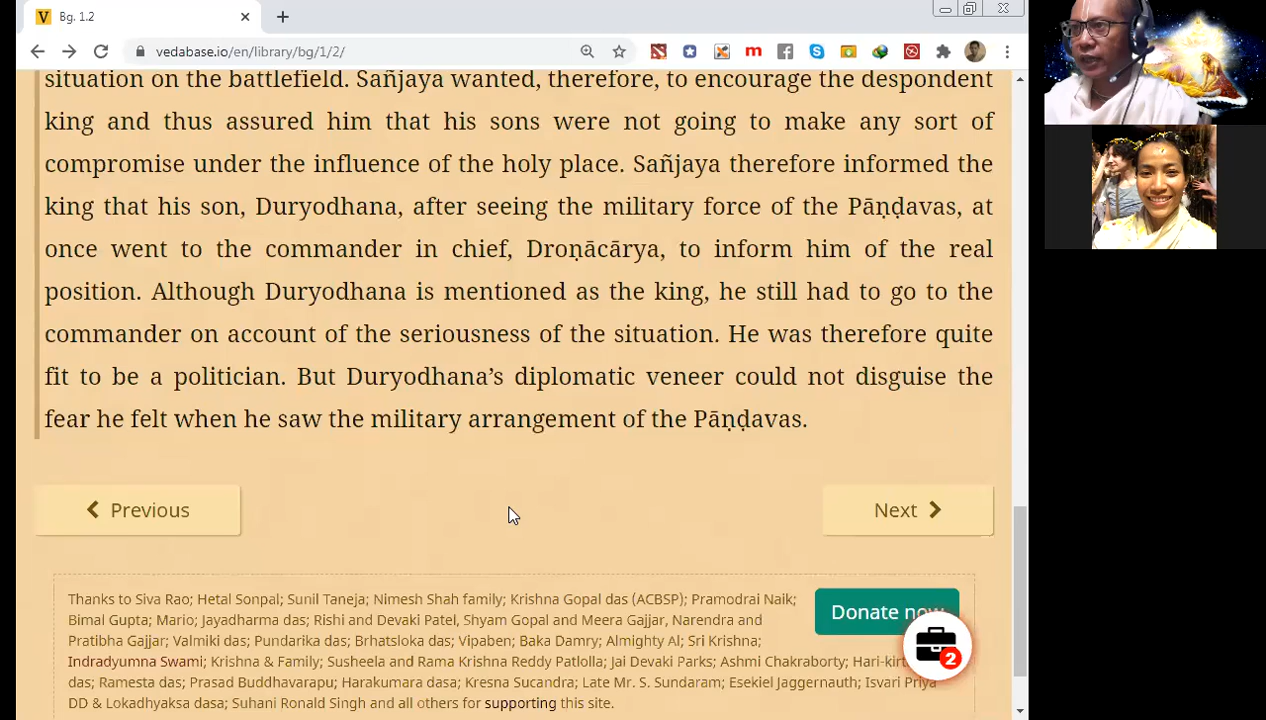 Bg. 1.2
vedabase.io/en/library/bg/1/2/
situation on the battlefield. Sañjaya wanted, therefore, to encourage the despondent
king and thus assured him that his sons were not going to make any sort of
compromise under the influence of the holy place. Sañjaya therefore informed the
king that his son, Duryodhana, after seeing the military force of the Pāṇḍavas, at
once went to the commander in chief, Droṇācārya, to inform him of the real
position. Although Duryodhana is mentioned as the king, he still had to go to the
commander on account of the seriousness of the situation. He was therefore quite
fit to be a politician. But Duryodhana’s diplomatic veneer could not disguise the
fear he felt when he saw the military arrangement of the Pāṇḍavas.
Previous
Next
Thanks to Siva Rao; Hetal Sonpal; Sunil Taneja; Nimesh Shah family; Krishna Gopal das (ACBSP); Pramodrai Naik;
Bimal Gupta; Mario; Jayadharma das; Rishi and Devaki Patel, Shyam Gopal and Meera Gajjar, Narendra and
Pratibha Gajjar; Valmiki das; Pundarika das; Brhatsloka das; Vipaben; Baka Damry; Almighty AI; Sri Krishna;
Indradyumna Swami; Krishna & Family; Susheela and Rama Krishna Reddy Patlolla; Jai Devaki Parks; Ashmi Chakraborty;
das; Ramesta das; Prasad Buddhavarapu; Harakumara dasa; Kresna Sucandra; Late Mr. S. Sundaram; Esekiel Jaggernauth; Isvari Priya
DD & Lokadhyaksa dasa; Suhani Ronald Singh and all others for supporting this site.
Donate now
2